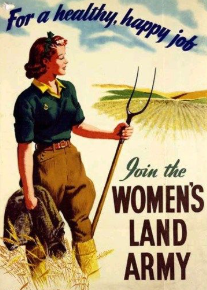 For a healthy, happy job
Join the
WOMEN'S
LAND
ARMY